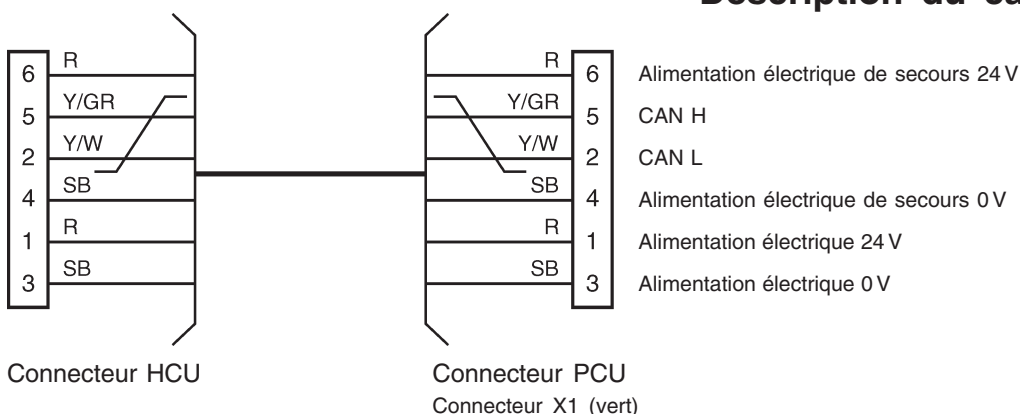 Description du
6 R R 6 Alimentation électrique de secours 24 V
5 Y/GR Y/GR 5 CAN H
2 Y/W Y/W 2 CAN L
4 SB SB 4 Alimentation électrique de secours 0 V
1 R R 1 Alimentation électrique 24 V
3 SB SB 3 Alimentation électrique 0 V
Connecteur HCU Connecteur PCU
Connecteur X1 (vert)